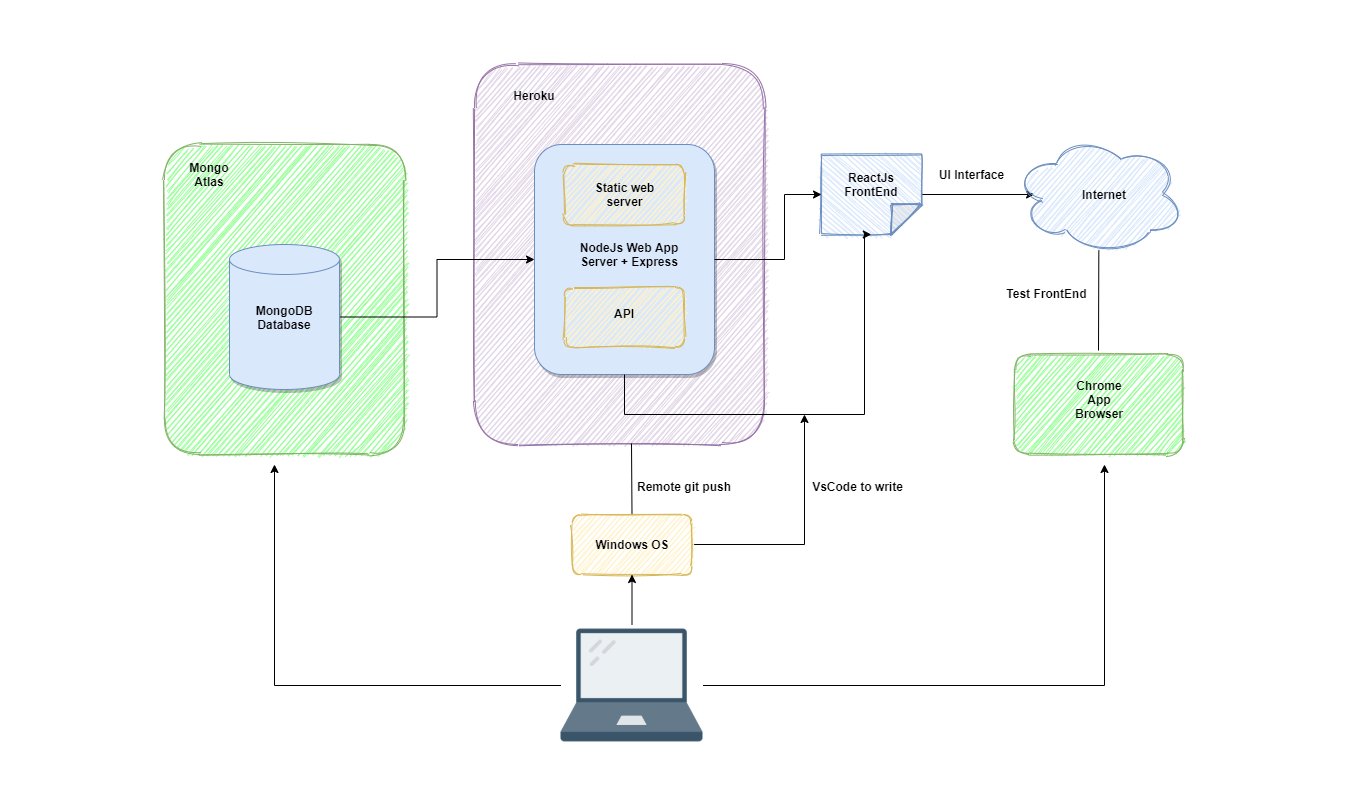 Heroku
Mongo
Atlas
Static web
server
NodeJs Web App
Server + Express
API
MongoDB
Database
ReactJs
FrontEnd
UI Interface
Internet
Test FrontEnd
Chrome
App
Browser
Remote git push
VsCode to write
Windows OS